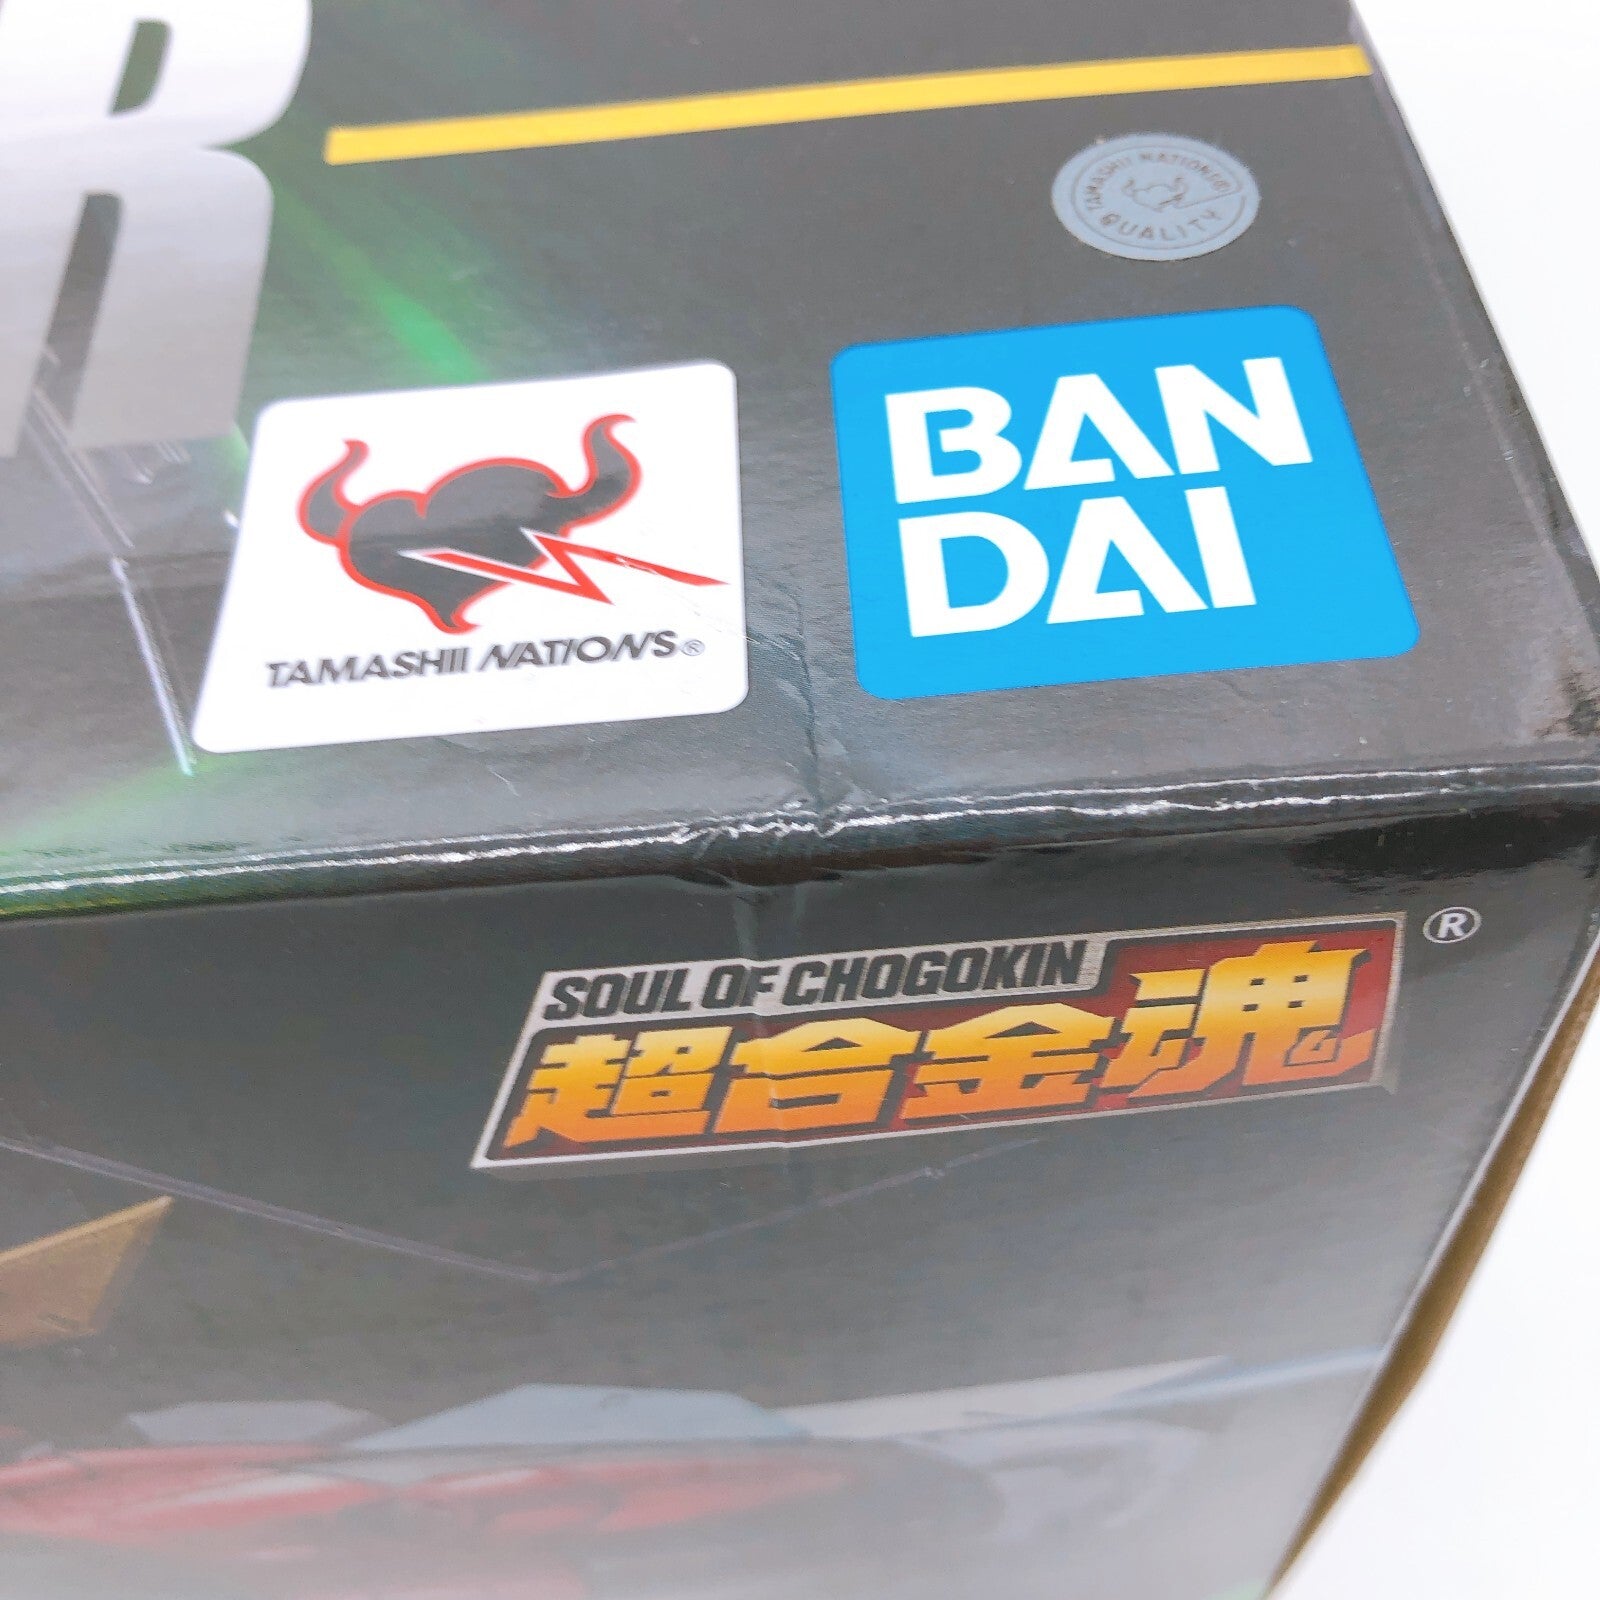 R
TAMASHII NATIONS®
QUALITY
TAMASHII NATIONS®
BAN
DAI
SOUL OF CHOGOKIN
超合金魂®